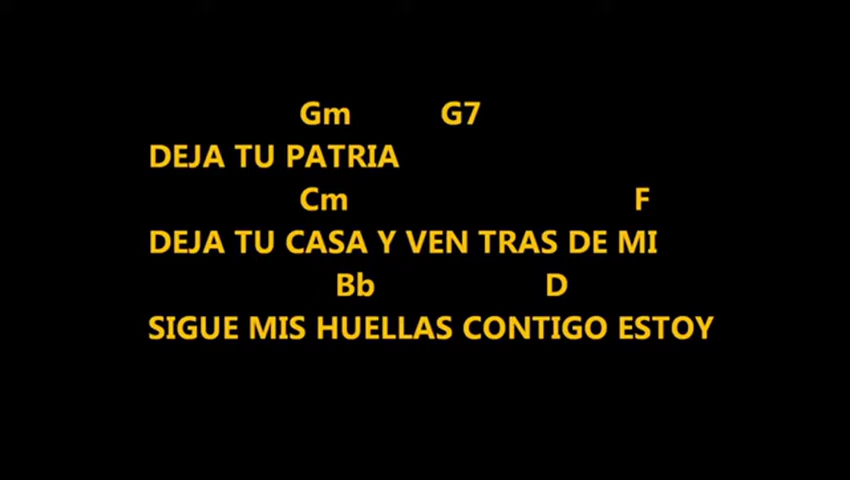 Gm G7
DEJA TU PATRIA
Cm F
DEJA TU CASA Y VEN TRAS DE MI
Bb D
SIGUE MIS HUELLAS CONTIGO ESTOY